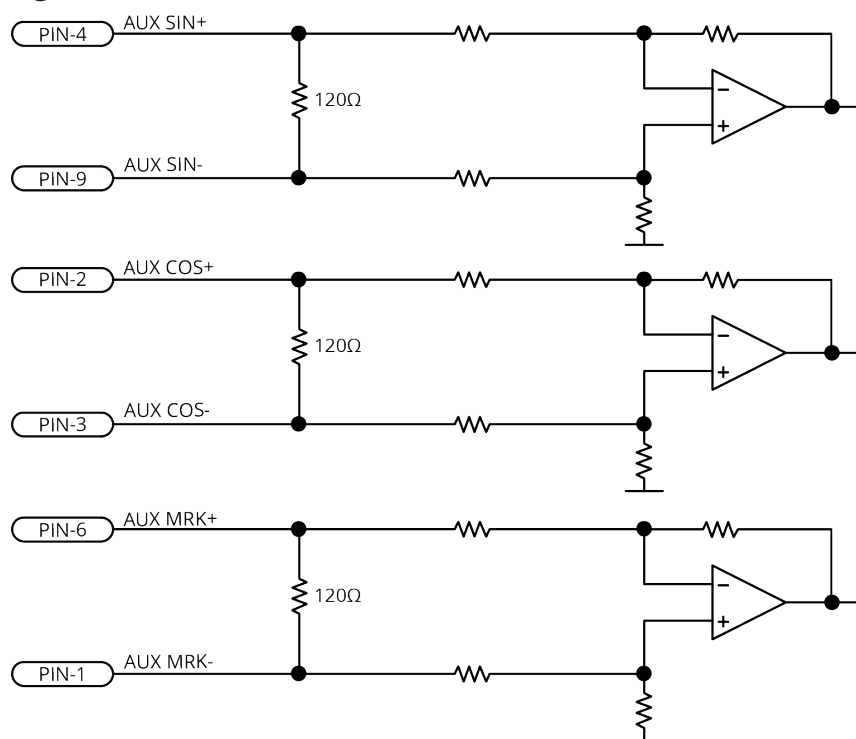 AUX SIN+
PIN-4
120Ω
−
+
AUX SIN-
PIN-9
AUX COS+
PIN-2
120Ω
−
+
AUX COS-
PIN-3
AUX MRK+
PIN-6
120Ω
−
+
AUX MRK-
PIN-1